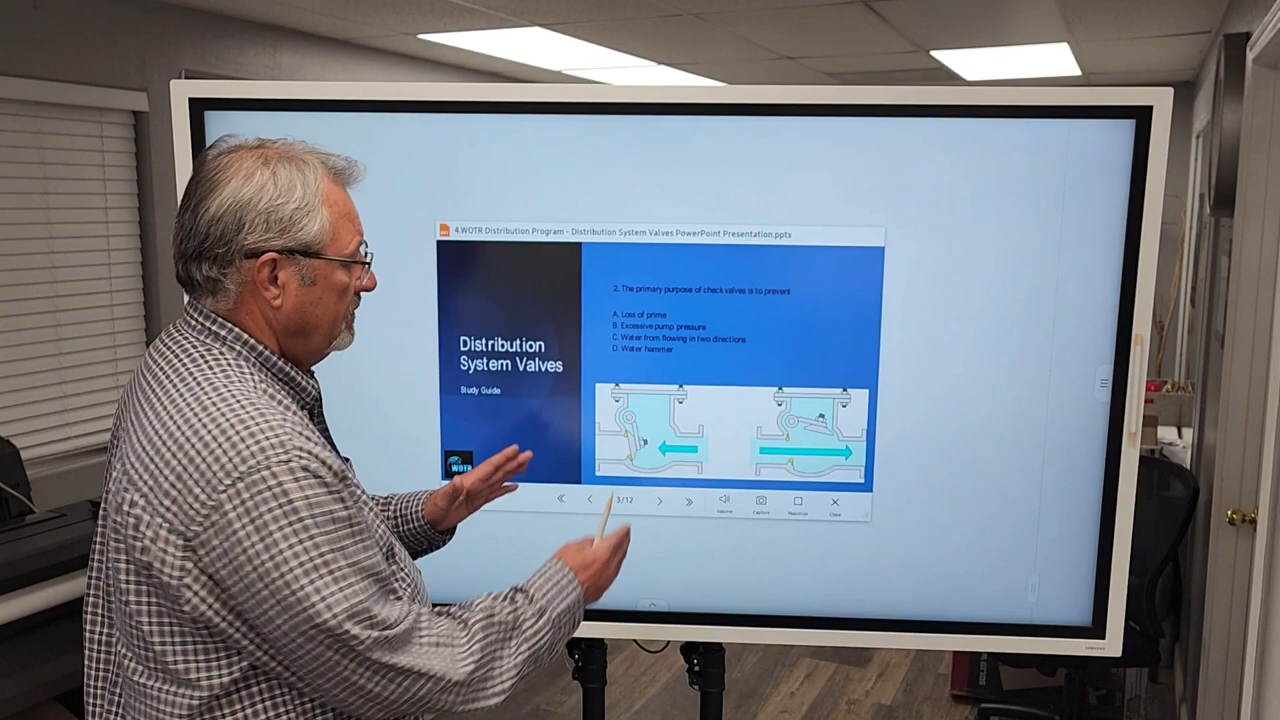 4.WOTR Distribution Program - Distribution System Valves PowerPoint Presentation.pptx
Distribution
System Valves
Study Guide
WOTR
2. The primary purpose of check valves is to prevent
A. Loss of prime
B. Excessive pump pressure
C. Water from flowing in two directions
D. Water hammer
3/12
Volume
Capture
Maximize
Close
SAMSUNG